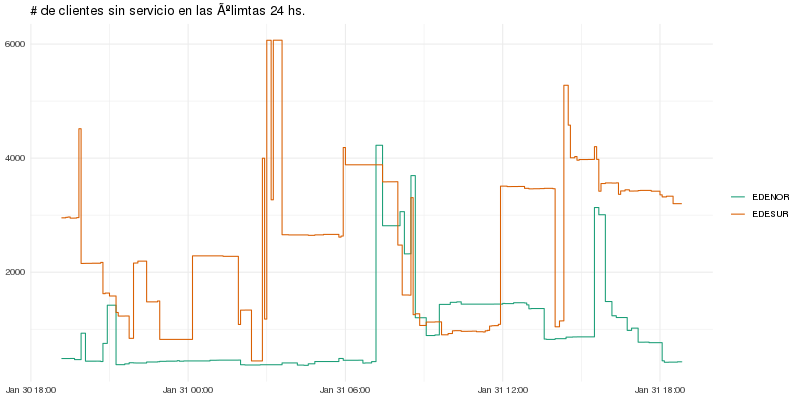 # de clientes sin servicio en las Ãºlimtas 24 hs.
6000
4000
2000
EDENOR
EDESUR
Jan 30 18:00
Jan 31 00:00
Jan 31 06:00
Jan 31 12:00
Jan 31 18:00